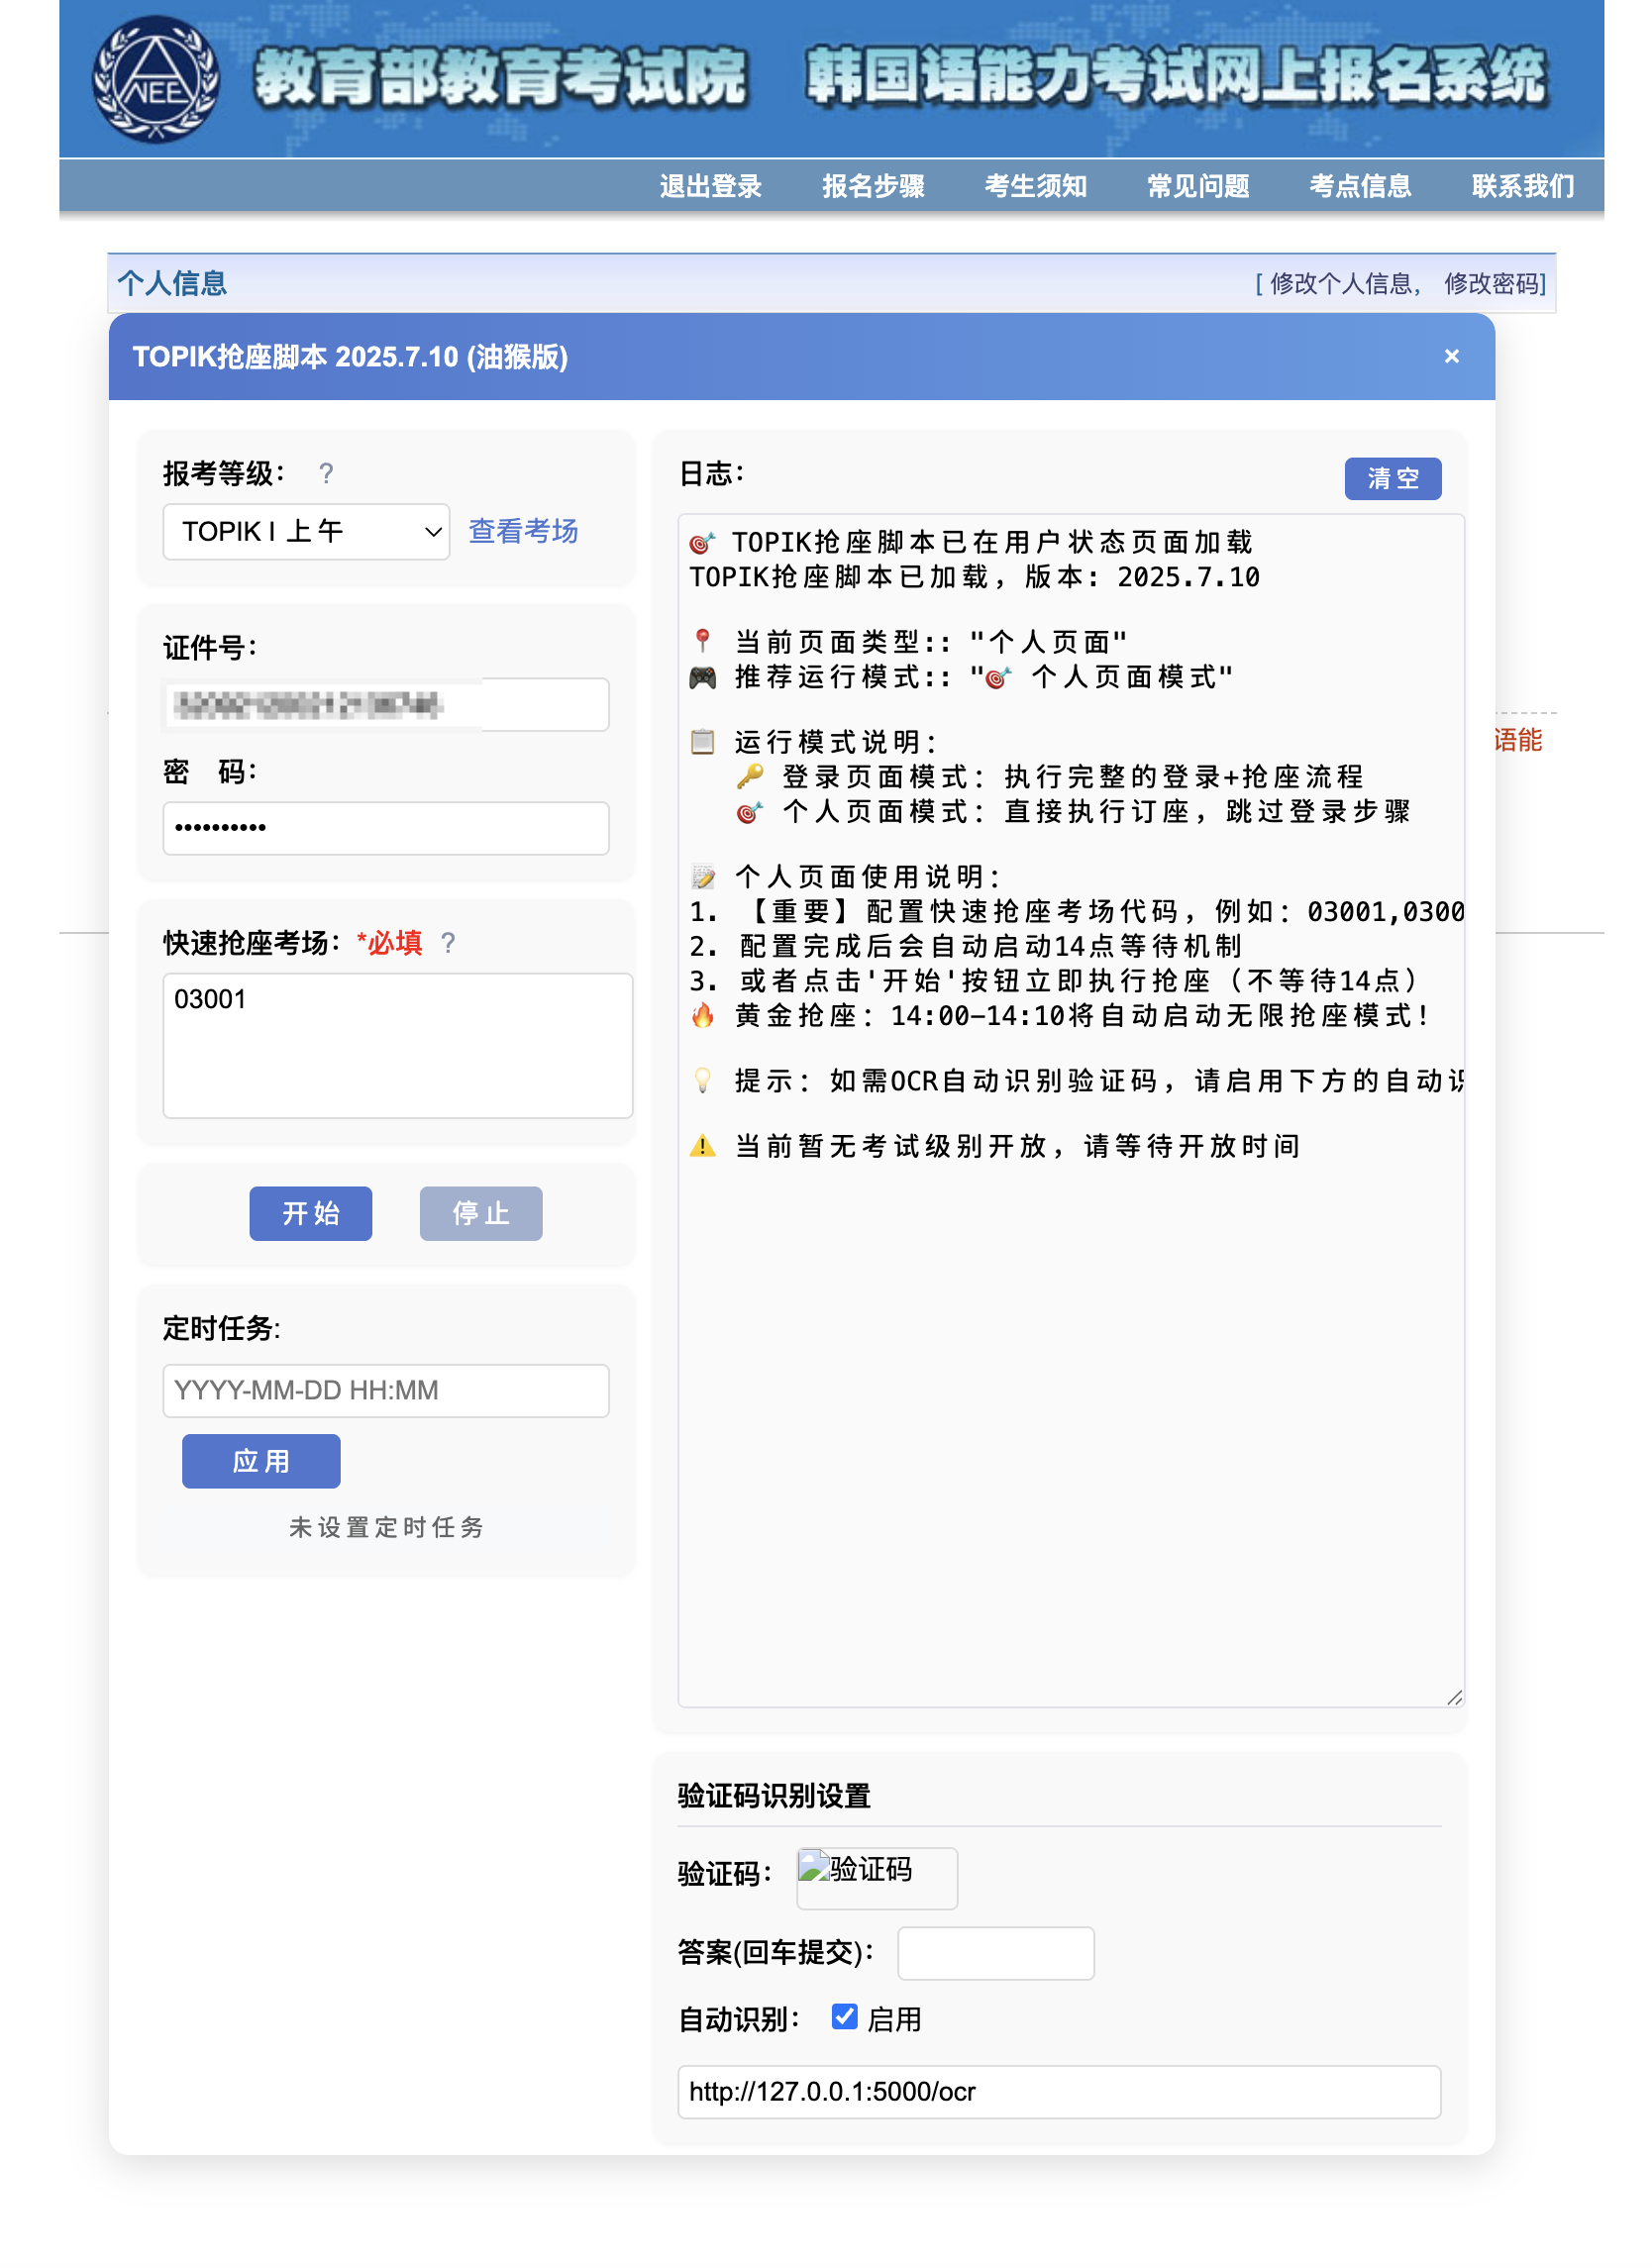 NEEA
教育部教育考试院 韩国语能力考试网上报名系统
退出登录 报名步骤 考生须知 常见问题 考点信息 联系我们
个人信息 [ 修改个人信息, 修改密码]
TOPIK抢座脚本 2025.7.10 (油猴版) ×
报考等级： ?
TOPIK I 上午 查看考场
证件号：
密 码：
••••••••••
快速抢座考场：*必填 ?
03001
开始 停止
定时任务:
YYYY-MM-DD HH:MM
应用
未设置定时任务
日志： 清空
🎯 TOPIK抢座脚本已在用户状态页面加载
TOPIK抢座脚本已加载，版本: 2025.7.10
📍 当前页面类型:: "个人页面"
🎮 推荐运行模式:: "🎯 个人页面模式"
📋 运行模式说明：
🔑 登录页面模式：执行完整的登录+抢座流程
🎯 个人页面模式：直接执行订座，跳过登录步骤
📝 个人页面使用说明：
1. 【重要】配置快速抢座考场代码，例如：03001,0300
2. 配置完成后会自动启动14点等待机制
3. 或者点击'开始'按钮立即执行抢座（不等待14点）
🔥 黄金抢座：14:00-14:10将自动启动无限抢座模式！
💡 提示：如需OCR自动识别验证码，请启用下方的自动识
⚠️ 当前暂无考试级别开放，请等待开放时间
语能
验证码识别设置
验证码： 验证码
答案(回车提交)：
自动识别： 启用
http://127.0.0.1:5000/ocr